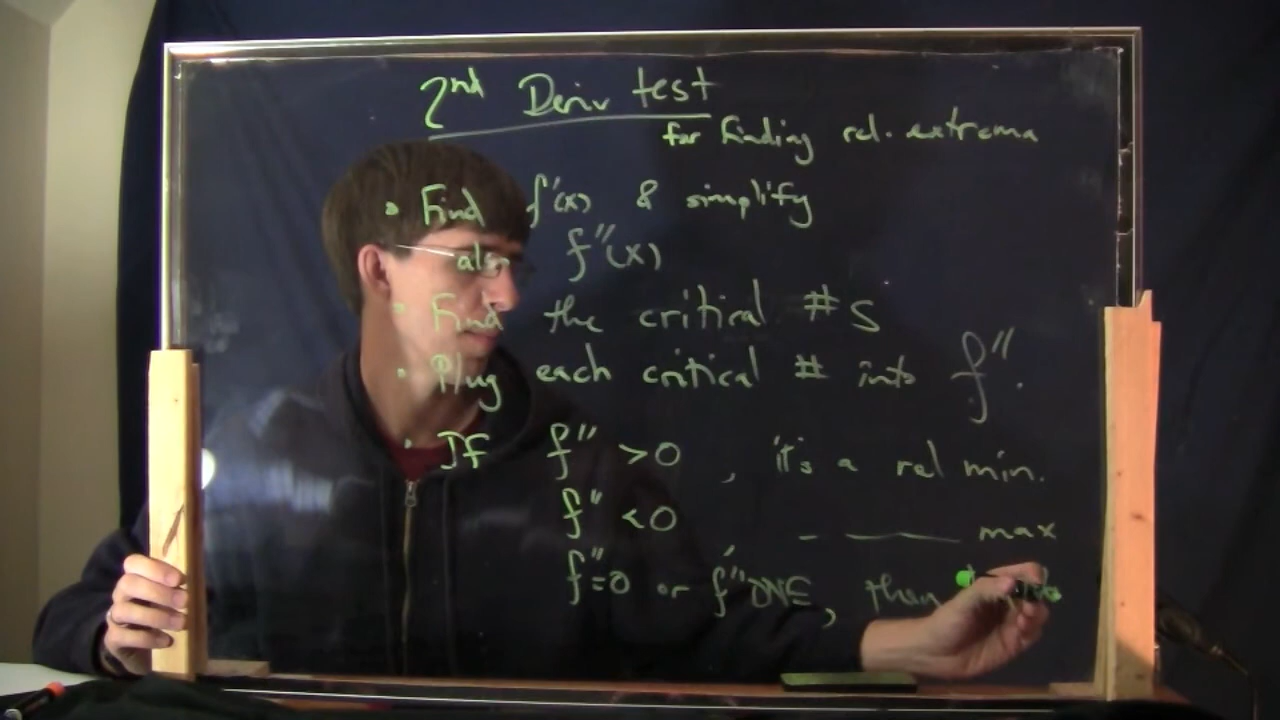 2nd Deriv test
for finding rel. extrema
• Find f'(x) & simplify
also f''(x)
• Find the critical #s
• Plug each critical # into f''.
• If f'' > 0, it's a rel min.
f'' < 0 _ ___ max
f'' = 0 or f'' DNE, then